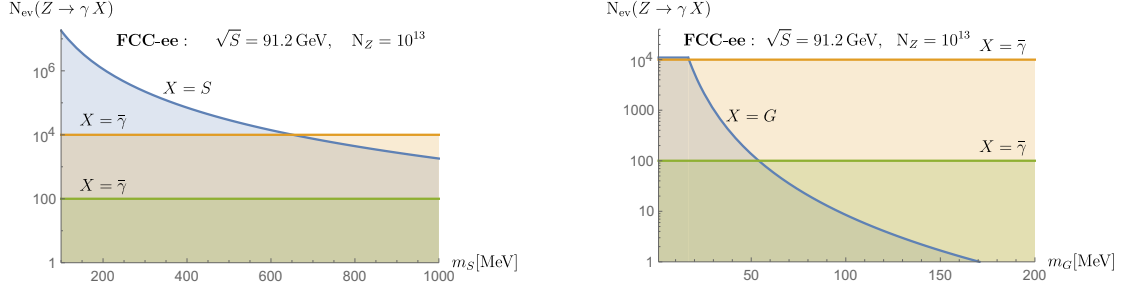 N_ev(Z → γ X)
FCC-ee : √S = 91.2 GeV, N_Z = 10^13
10^6
10^4
100
1
X = S
X = γ̄
X = γ̄
200 400 600 800 1000
m_S[MeV]
N_ev(Z → γ X)
FCC-ee : √S = 91.2 GeV, N_Z = 10^13
X = γ̄
10^4
1000
100
10
1
X = G
X = γ̄
50 100 150 200
m_G[MeV]